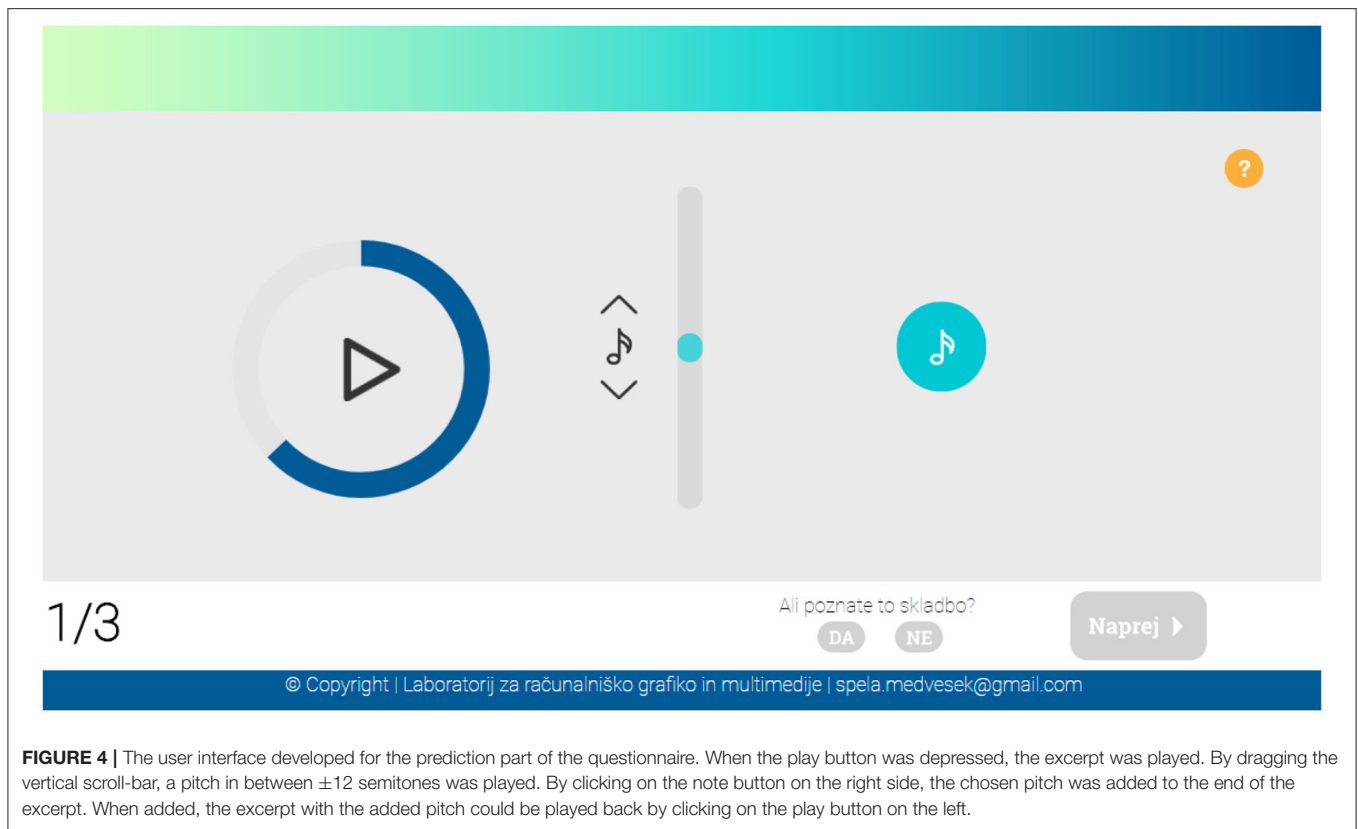 ?
1/3
Ali poznate to skladbo?
DA NE
Naprej
© Copyright | Laboratorij za računalniško grafiko in multimedije | spela.medvesek@gmail.com
FIGURE 4 | The user interface developed for the prediction part of the questionnaire. When the play button was depressed, the excerpt was played. By dragging the
vertical scroll-bar, a pitch in between ±12 semitones was played. By clicking on the note button on the right side, the chosen pitch was added to the end of the
excerpt. When added, the excerpt with the added pitch could be played back by clicking on the play button on the left.